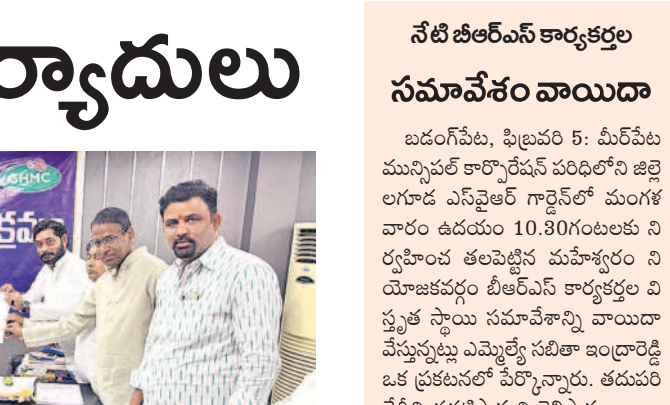 ర్యాదులు
GHMC
నేటి బీఆర్ఎస్ కార్యకర్తల
సమావేశం వాయిదా
బడంగ్‌పేట, ఫిబ్రవరి 5: మీర్‌పేట
మున్సిపల్ కార్పొరేషన్ పరిధిలోని జిల్లె
లగూడ ఎస్‌వైఆర్ గార్డెన్‌లో మంగళ
వారం ఉదయం 10.30గంటలకు ని
ర్వహించ తలపెట్టిన మహేశ్వరం ని
యోజకవర్గం బీఆర్ఎస్ కార్యకర్తల వి
స్తృత స్థాయి సమావేశాన్ని వాయిదా
వేస్తున్నట్లు ఎమ్మెల్యే సబితా ఇంద్రారెడ్డి
ఒక ప్రకటనలో పేర్కొన్నారు. తదుపరి